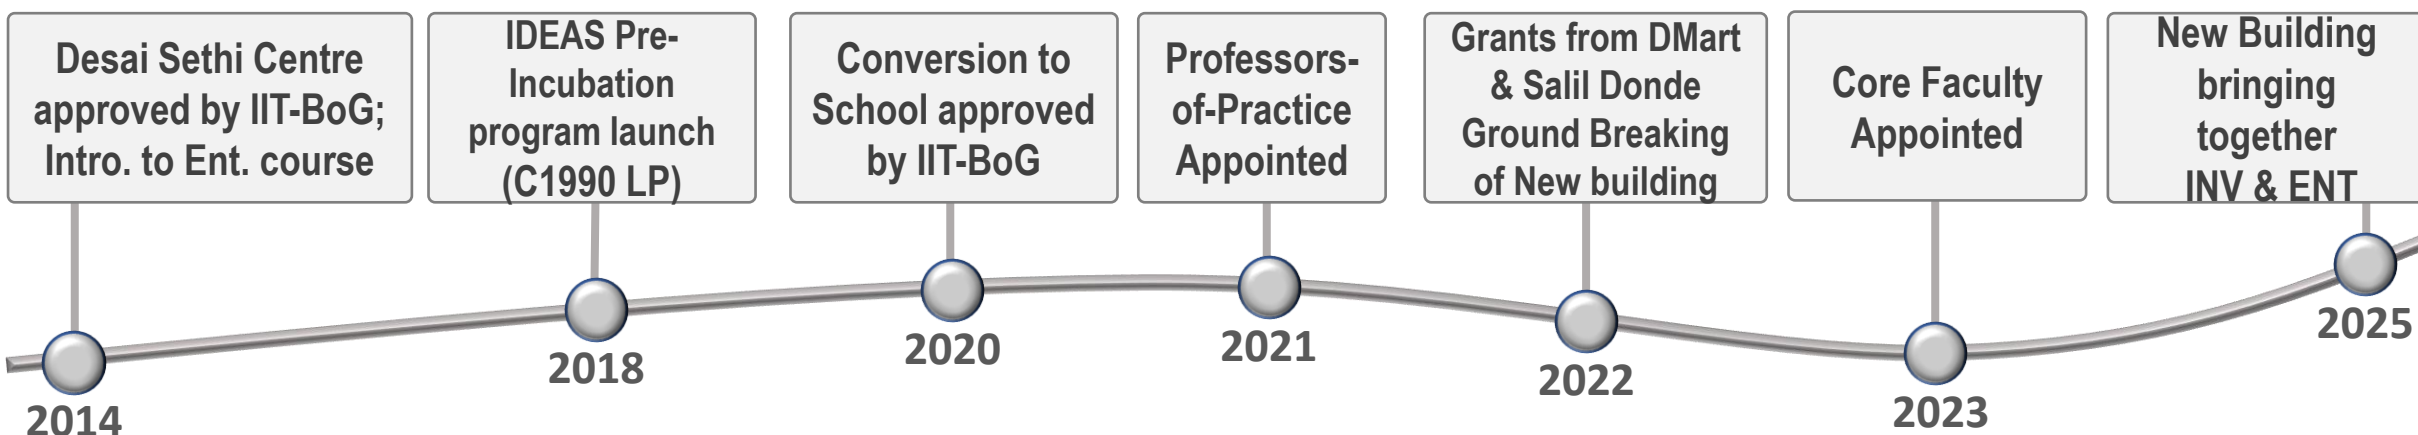 Desai Sethi Centre
approved by IIT-BoG;
Intro. to Ent. course
IDEAS Pre-
Incubation
program launch
(C1990 LP)
Conversion to
School approved
by IIT-BoG
Professors-
of-Practice
Appointed
Grants from DMart
& Salil Donde
Ground Breaking
of New building
Core Faculty
Appointed
New Building
bringing
together
INV & ENT
2014
2018
2020
2021
2022
2023
2025